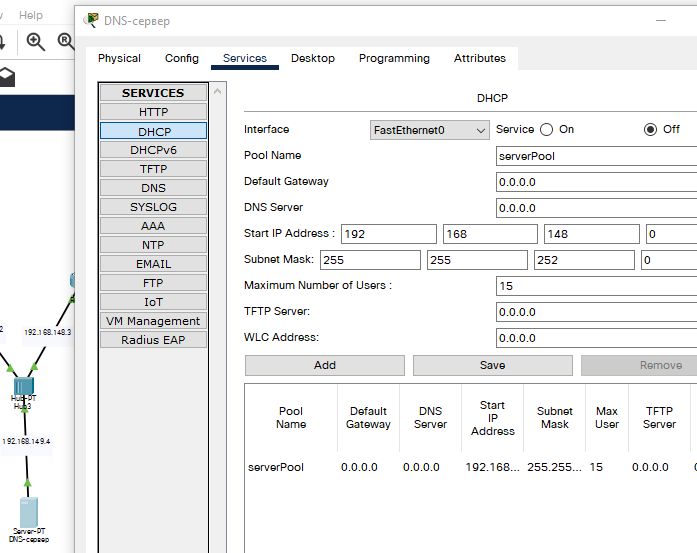 Help
DNS-сервер
Physical Config Services Desktop Programming Attributes
SERVICES
HTTP
DHCP
DHCPv6
TFTP
DNS
SYSLOG
AAA
NTP
EMAIL
FTP
IoT
VM Management
Radius EAP
DHCP
Interface FastEthernet0 Service On Off
Pool Name serverPool
Default Gateway 0.0.0.0
DNS Server 0.0.0.0
Start IP Address : 192 168 148 0
Subnet Mask: 255 255 252 0
Maximum Number of Users : 15
TFTP Server: 0.0.0.0
WLC Address: 0.0.0.0
Add Save Remove
Pool Name Default Gateway DNS Server Start IP Address Subnet Mask Max User TFTP Server
serverPool 0.0.0.0 0.0.0.0 192.168... 255.255... 15 0.0.0.0
192.168.148.3
Hub-PT
Hub3
192.168.149.4
Server-PT
DNS-сервер